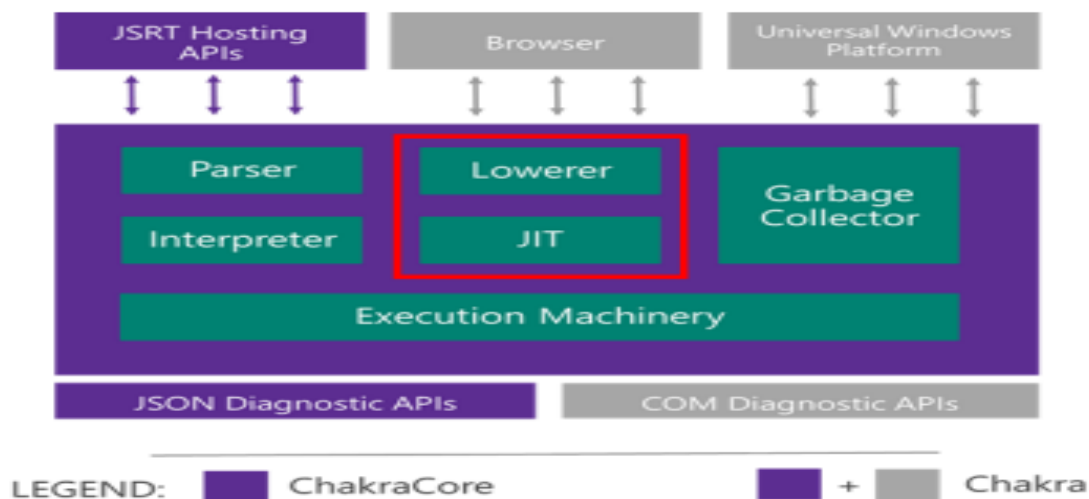 JSRT Hosting
APIs
Browser
Universal Windows
Platform
Parser
Lowerer
Garbage
Collector
Interpreter
JIT
Execution Machinery
JSON Diagnostic APIs
COM Diagnostic APIs
LEGEND:
ChakraCore
+
Chakra